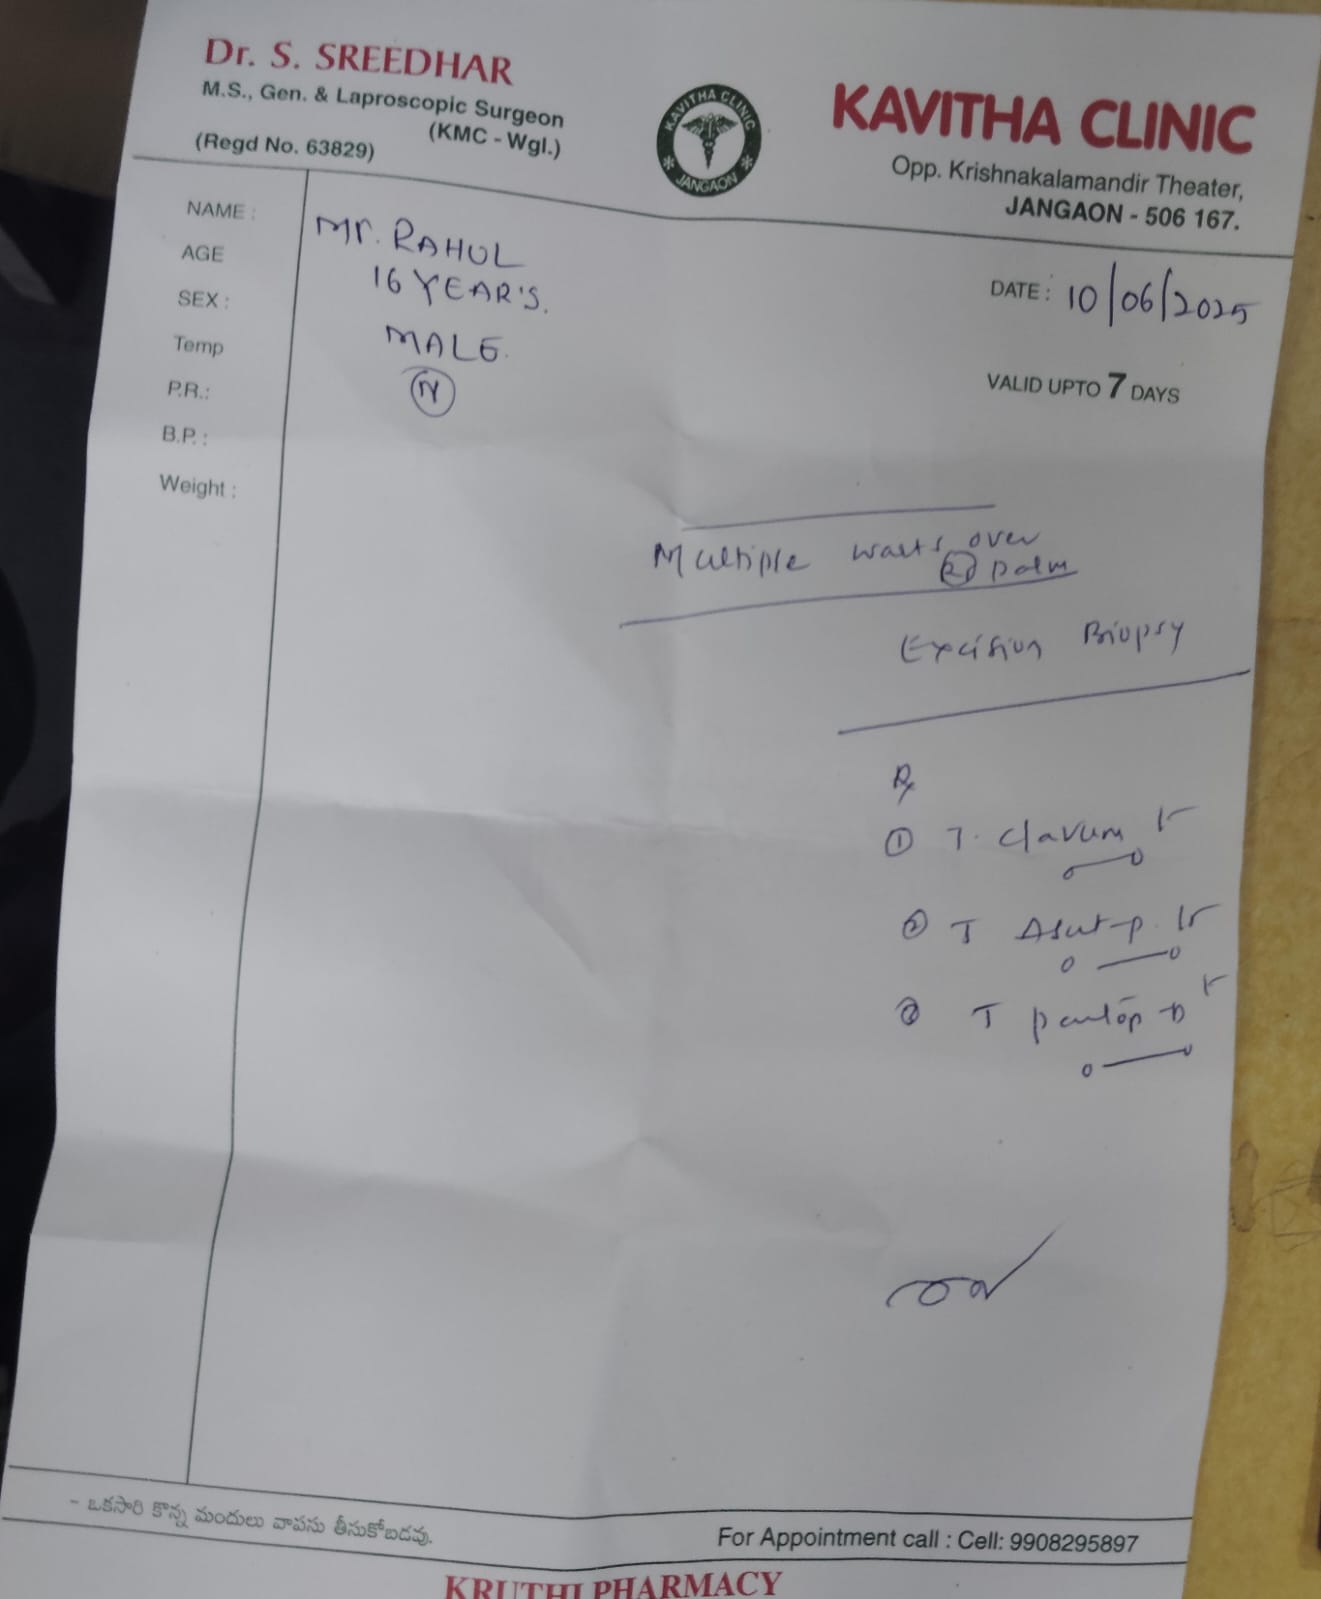 Dr. S. SREEDHAR
M.S., Gen. & Laproscopic Surgeon
(KMC - Wgl.)
(Regd No. 63829)
KAVITHA CLINIC
JANGAON
KAVITHA CLINIC
Opp. Krishnakalamandir Theater,
JANGAON - 506 167.
NAME : Mr. RAHUL
AGE 16 YEAR'S.
SEX : MALE.
Temp N
P.R.:
B.P. :
Weight :
DATE : 10/06/2025
VALID UPTO 7 DAYS
Multiple warts over
R palm
Excision Biopsy
Rx
1 T. clavum
2 T
3 T pantop-D
- ఒకసారి కొన్న మందులు వాపసు తీసుకోబడవు.
For Appointment call : Cell: 9908295897
KRUTHI PHARMACY